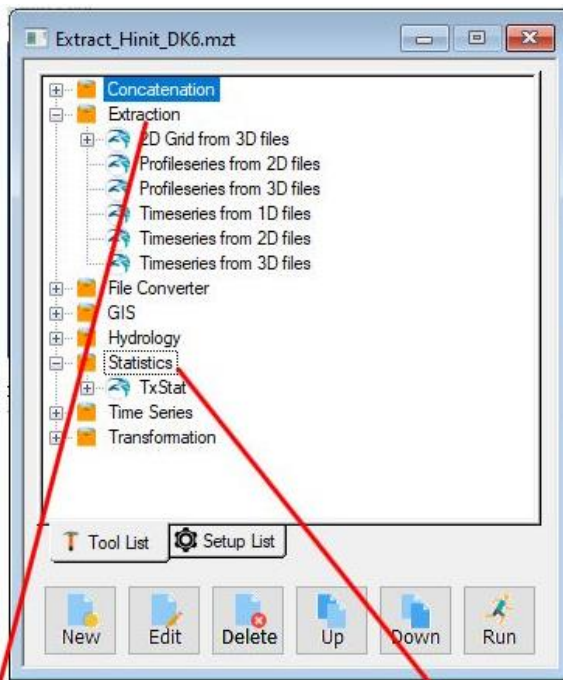 Extract_Hinit_DK6.mzt
Concatenation
Extraction
2D Grid from 3D files
Profileseries from 2D files
Profileseries from 3D files
Timeseries from 1D files
Timeseries from 2D files
Timeseries from 3D files
File Converter
GIS
Hydrology
Statistics
TxStat
Time Series
Transformation
Tool List Setup List
New Edit Delete Up Down Run